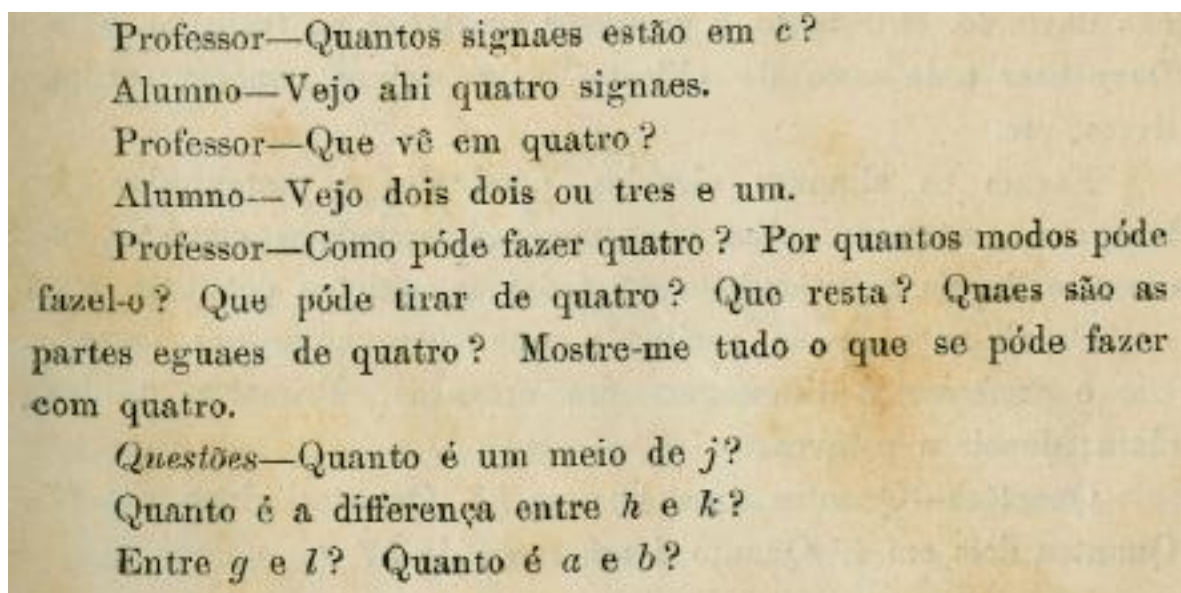 Professor—Quantos signaes estão em c?
Alumno—Vejo ahi quatro signaes.
Professor—Que vê em quatro?
Alumno—Vejo dois dois ou tres e um.
Professor—Como póde fazer quatro? Por quantos modos póde
fazel-o? Que póde tirar de quatro? Que resta? Quaes são as
partes eguaes de quatro? Mostre-me tudo o que se póde fazer
com quatro.
Questões—Quanto é um meio de j?
Quanto é a differença entre h e k?
Entre g e l? Quanto é a e b?